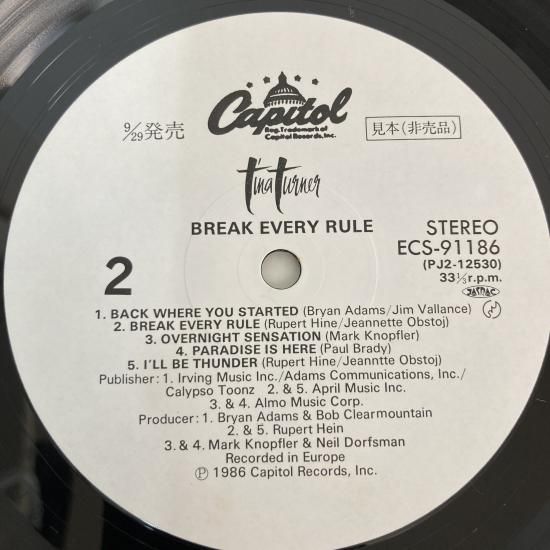 Capitol
Reg. Trademark of
Capitol Records, Inc.
9/29発売
見本(非売品)
Tina Turner
BREAK EVERY RULE
STEREO
ECS-91186
(PJ2-12530)
33⅓r.p.m.
2
1. BACK WHERE YOU STARTED (Bryan Adams/Jim Vallance)
2. BREAK EVERY RULE (Rupert Hine/Jeannette Obstoj)
3. OVERNIGHT SENSATION (Mark Knopfler)
4. PARADISE IS HERE (Paul Brady)
5. I'LL BE THUNDER (Rupert Hine/Jeanntte Obstoj)
Publisher: 1. Irving Music Inc./Adams Communications, Inc./
Calypso Toonz 2. & 5. April Music Inc.
3. & 4. Almo Music Corp.
Producer: 1. Bryan Adams & Bob Clearmountain
2. & 5. Rupert Hein
3. & 4. Mark Knopfler & Neil Dorfsman
Recorded in Europe
Ⓟ 1986 Capitol Records, Inc.